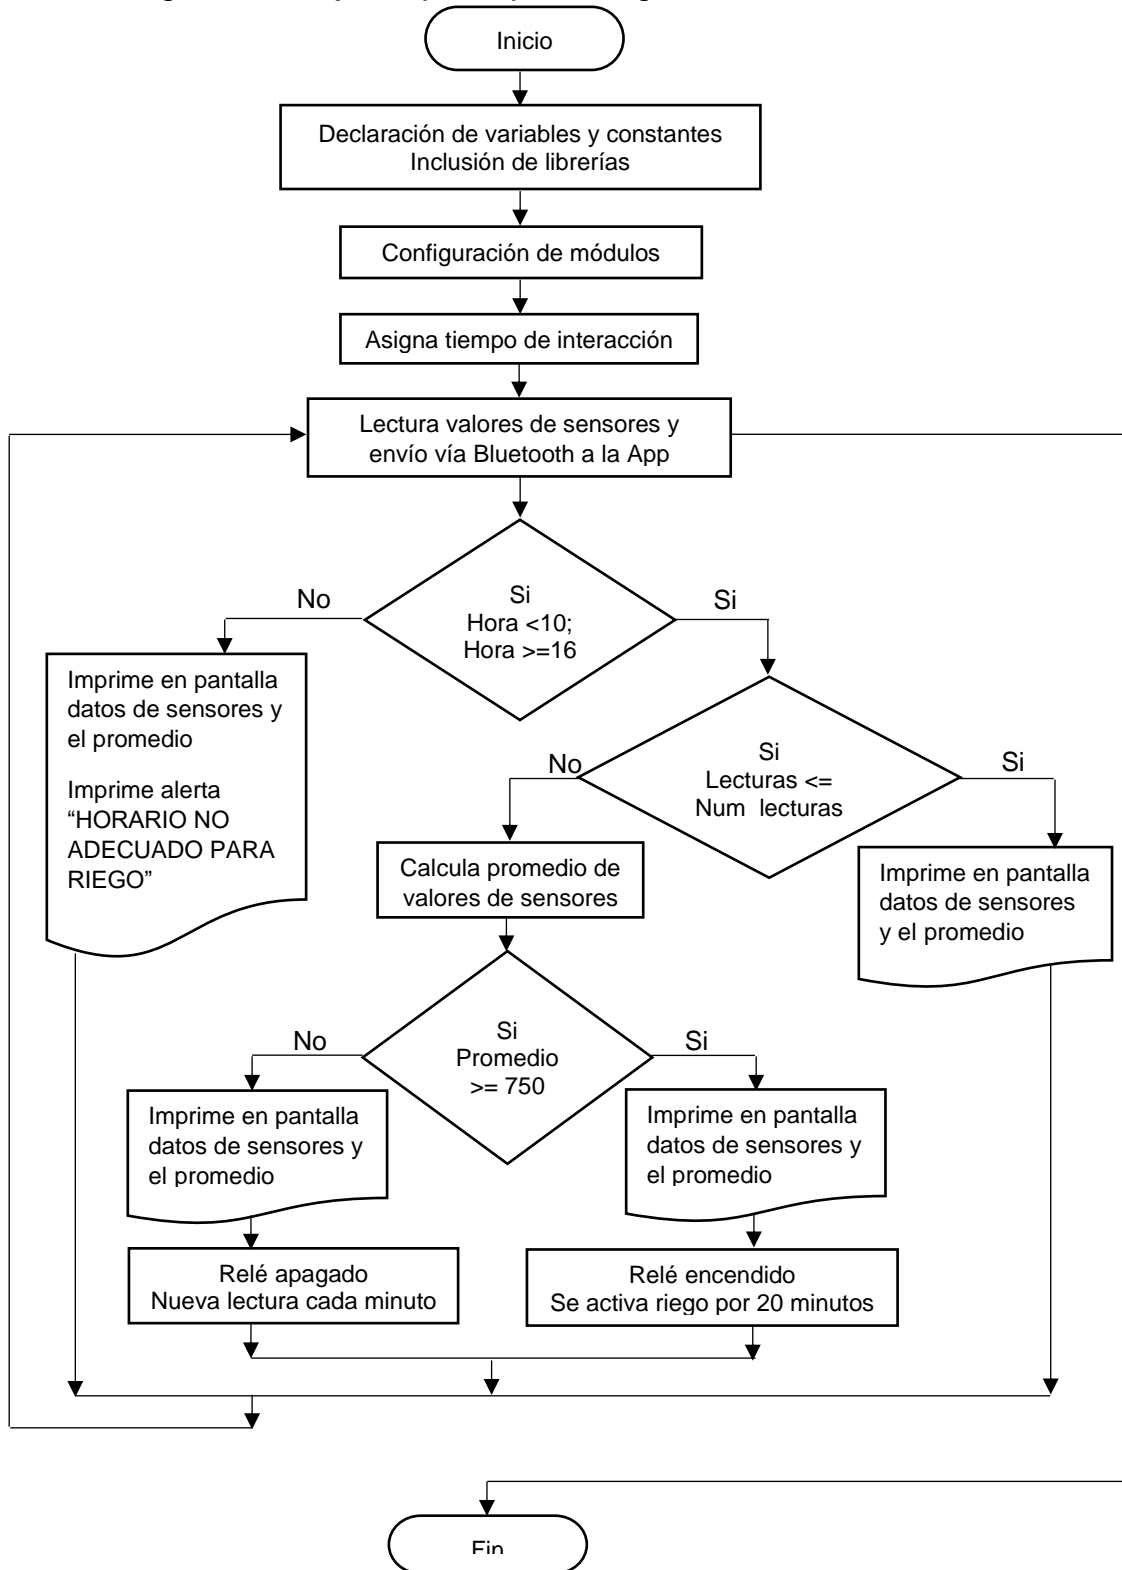 Inicio
Declaración de variables y constantes
Inclusión de librerías
Configuración de módulos
Asigna tiempo de interacción
Lectura valores de sensores y
envío vía Bluetooth a la App
Si
Hora <10;
Hora >=16
No
Si
Imprime en pantalla
datos de sensores y
el promedio
Imprime alerta
“HORARIO NO
ADECUADO PARA
RIEGO”
Si
Lecturas <=
Num lecturas
No
Si
Calcula promedio de
valores de sensores
Imprime en pantalla
datos de sensores
y el promedio
Si
Promedio
>= 750
No
Si
Imprime en pantalla
datos de sensores y
el promedio
Imprime en pantalla
datos de sensores y
el promedio
Relé apagado
Nueva lectura cada minuto
Relé encendido
Se activa riego por 20 minutos
Fin